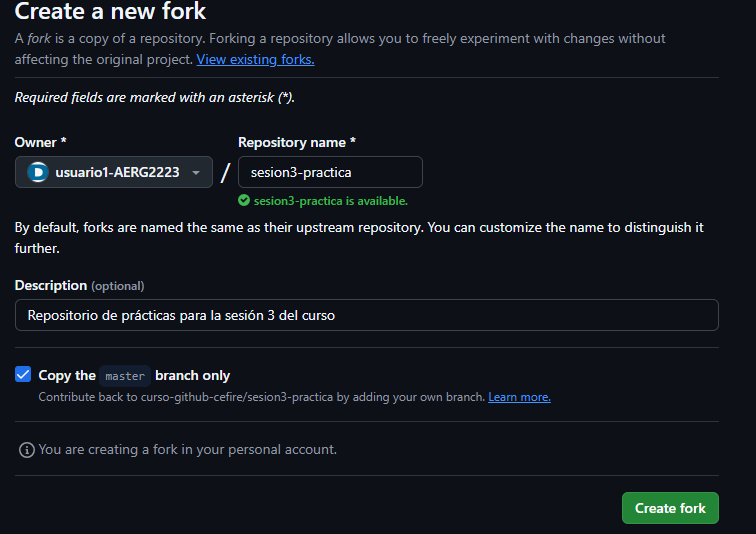 Create a new fork
A fork is a copy of a repository. Forking a repository allows you to freely experiment with changes without
affecting the original project. View existing forks.
Required fields are marked with an asterisk (*).
Owner * Repository name *
usuario1-AERG2223 / sesion3-practica
sesion3-practica is available.
By default, forks are named the same as their upstream repository. You can customize the name to distinguish it
further.
Description (optional)
Repositorio de prácticas para la sesión 3 del curso
Copy the master branch only
Contribute back to curso-github-cefire/sesion3-practica by adding your own branch. Learn more.
You are creating a fork in your personal account.
Create fork